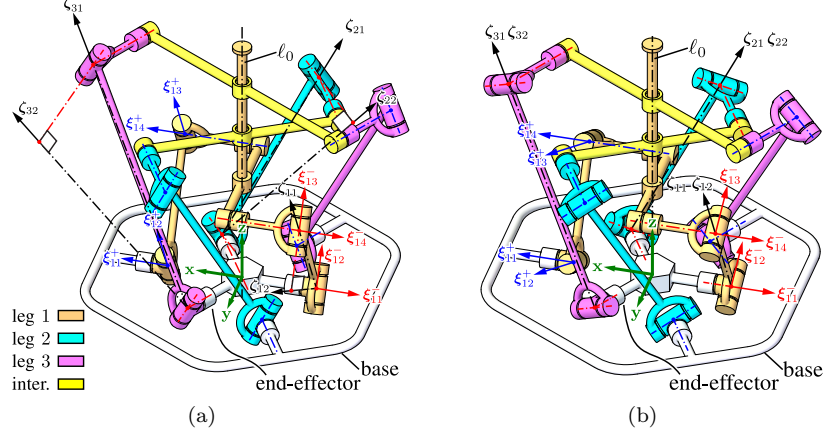 ζ31
ζ21
ℓ0
ζ32
ξ13+
ξ14+
ζ22
ζ11
ξ13−
ξ12+
z
ξ14−
ξ12−
ξ11+
x
ζ12
ξ11−
y
leg 1
leg 2
leg 3
inter.
base
end-effector
(a)
ζ31 ζ32
ℓ0
ζ21 ζ22
ξ14+
ξ13+
ζ11 ζ12
ξ13−
z
ξ14−
ξ11+
ξ12−
ξ12+
x
ξ11−
y
base
end-effector
(b)